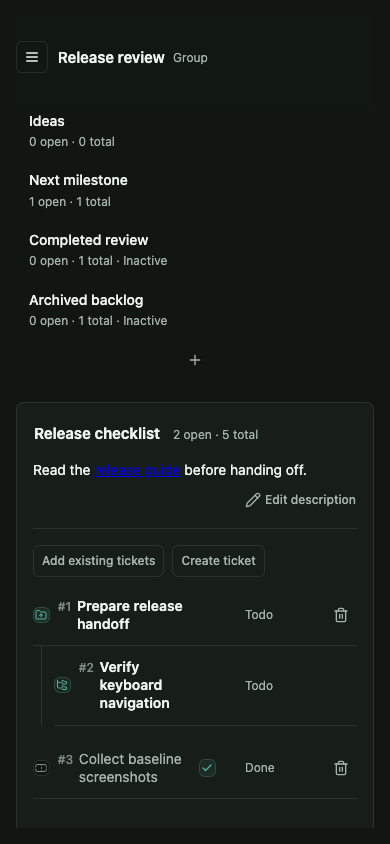 Release review Group
Ideas
0 open · 0 total
Next milestone
1 open · 1 total
Completed review
0 open · 1 total · Inactive
Archived backlog
0 open · 1 total · Inactive
Release checklist 2 open · 5 total
Read the release guide before handing off.
Edit description
Add existing tickets Create ticket
#1 Prepare release Todo
handoff
#2 Verify
keyboard Todo
navigation
#3 Collect baseline Done
screenshots